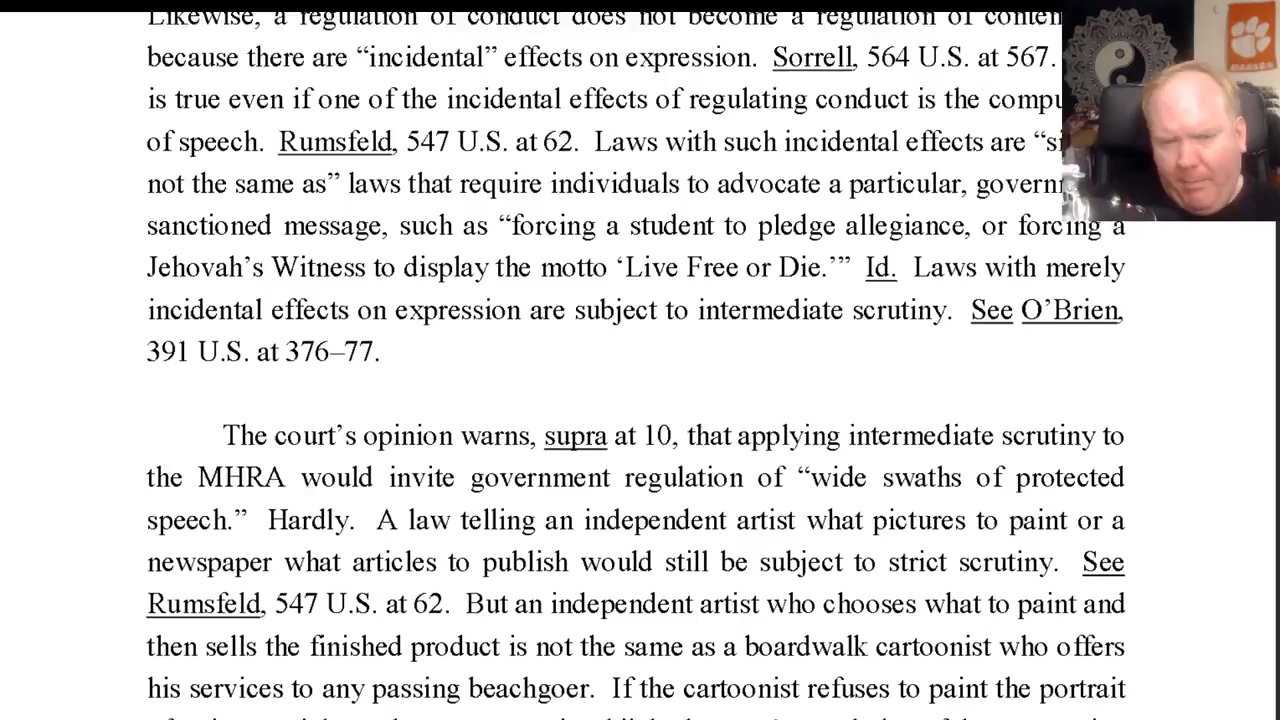 Likewise, a regulation of conduct does not become a regulation of
because there are “incidental” effects on expression.  Sorrell, 564 U.S. at 567.
is true even if one of the incidental effects of regulating conduct is the
of speech.  Rumsfeld, 547 U.S. at 62.  Laws with such incidental effects are
not the same as” laws that require individuals to advocate a particular,
sanctioned message, such as “forcing a student to pledge allegiance, or forcing a
Jehovah’s Witness to display the motto ‘Live Free or Die.’”  Id.  Laws with merely
incidental effects on expression are subject to intermediate scrutiny.  See O’Brien,
391 U.S. at 376–77.
The court’s opinion warns, supra at 10, that applying intermediate scrutiny to
the MHRA would invite government regulation of “wide swaths of protected
speech.”  Hardly.  A law telling an independent artist what pictures to paint or a
newspaper what articles to publish would still be subject to strict scrutiny.  See
Rumsfeld, 547 U.S. at 62.  But an independent artist who chooses what to paint and
then sells the finished product is not the same as a boardwalk cartoonist who offers
his services to any passing beachgoer.  If the cartoonist refuses to paint the portrait